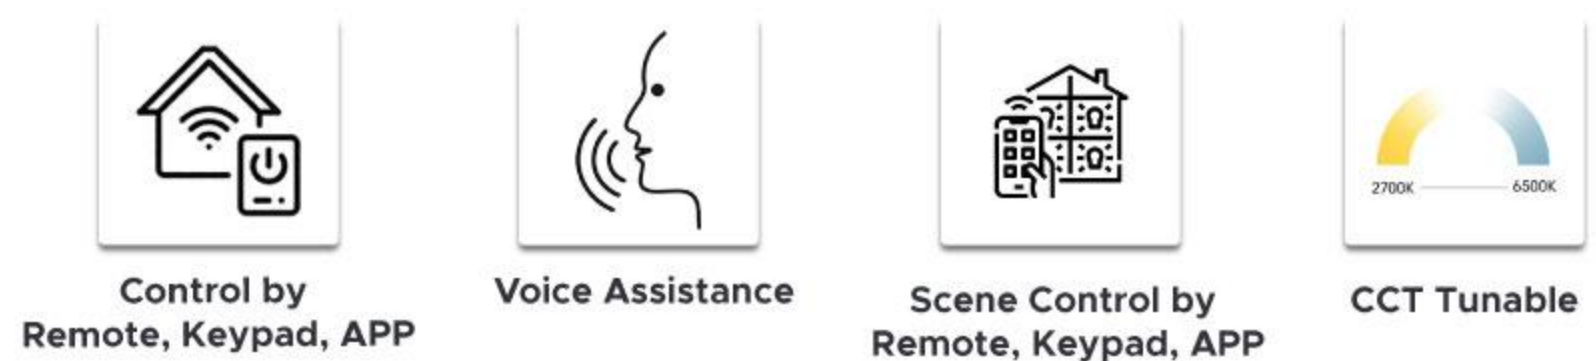 Control by
Remote, Keypad, APP
Voice Assistance
Scene Control by
Remote, Keypad, APP
2700K
6500K
CCT Tunable